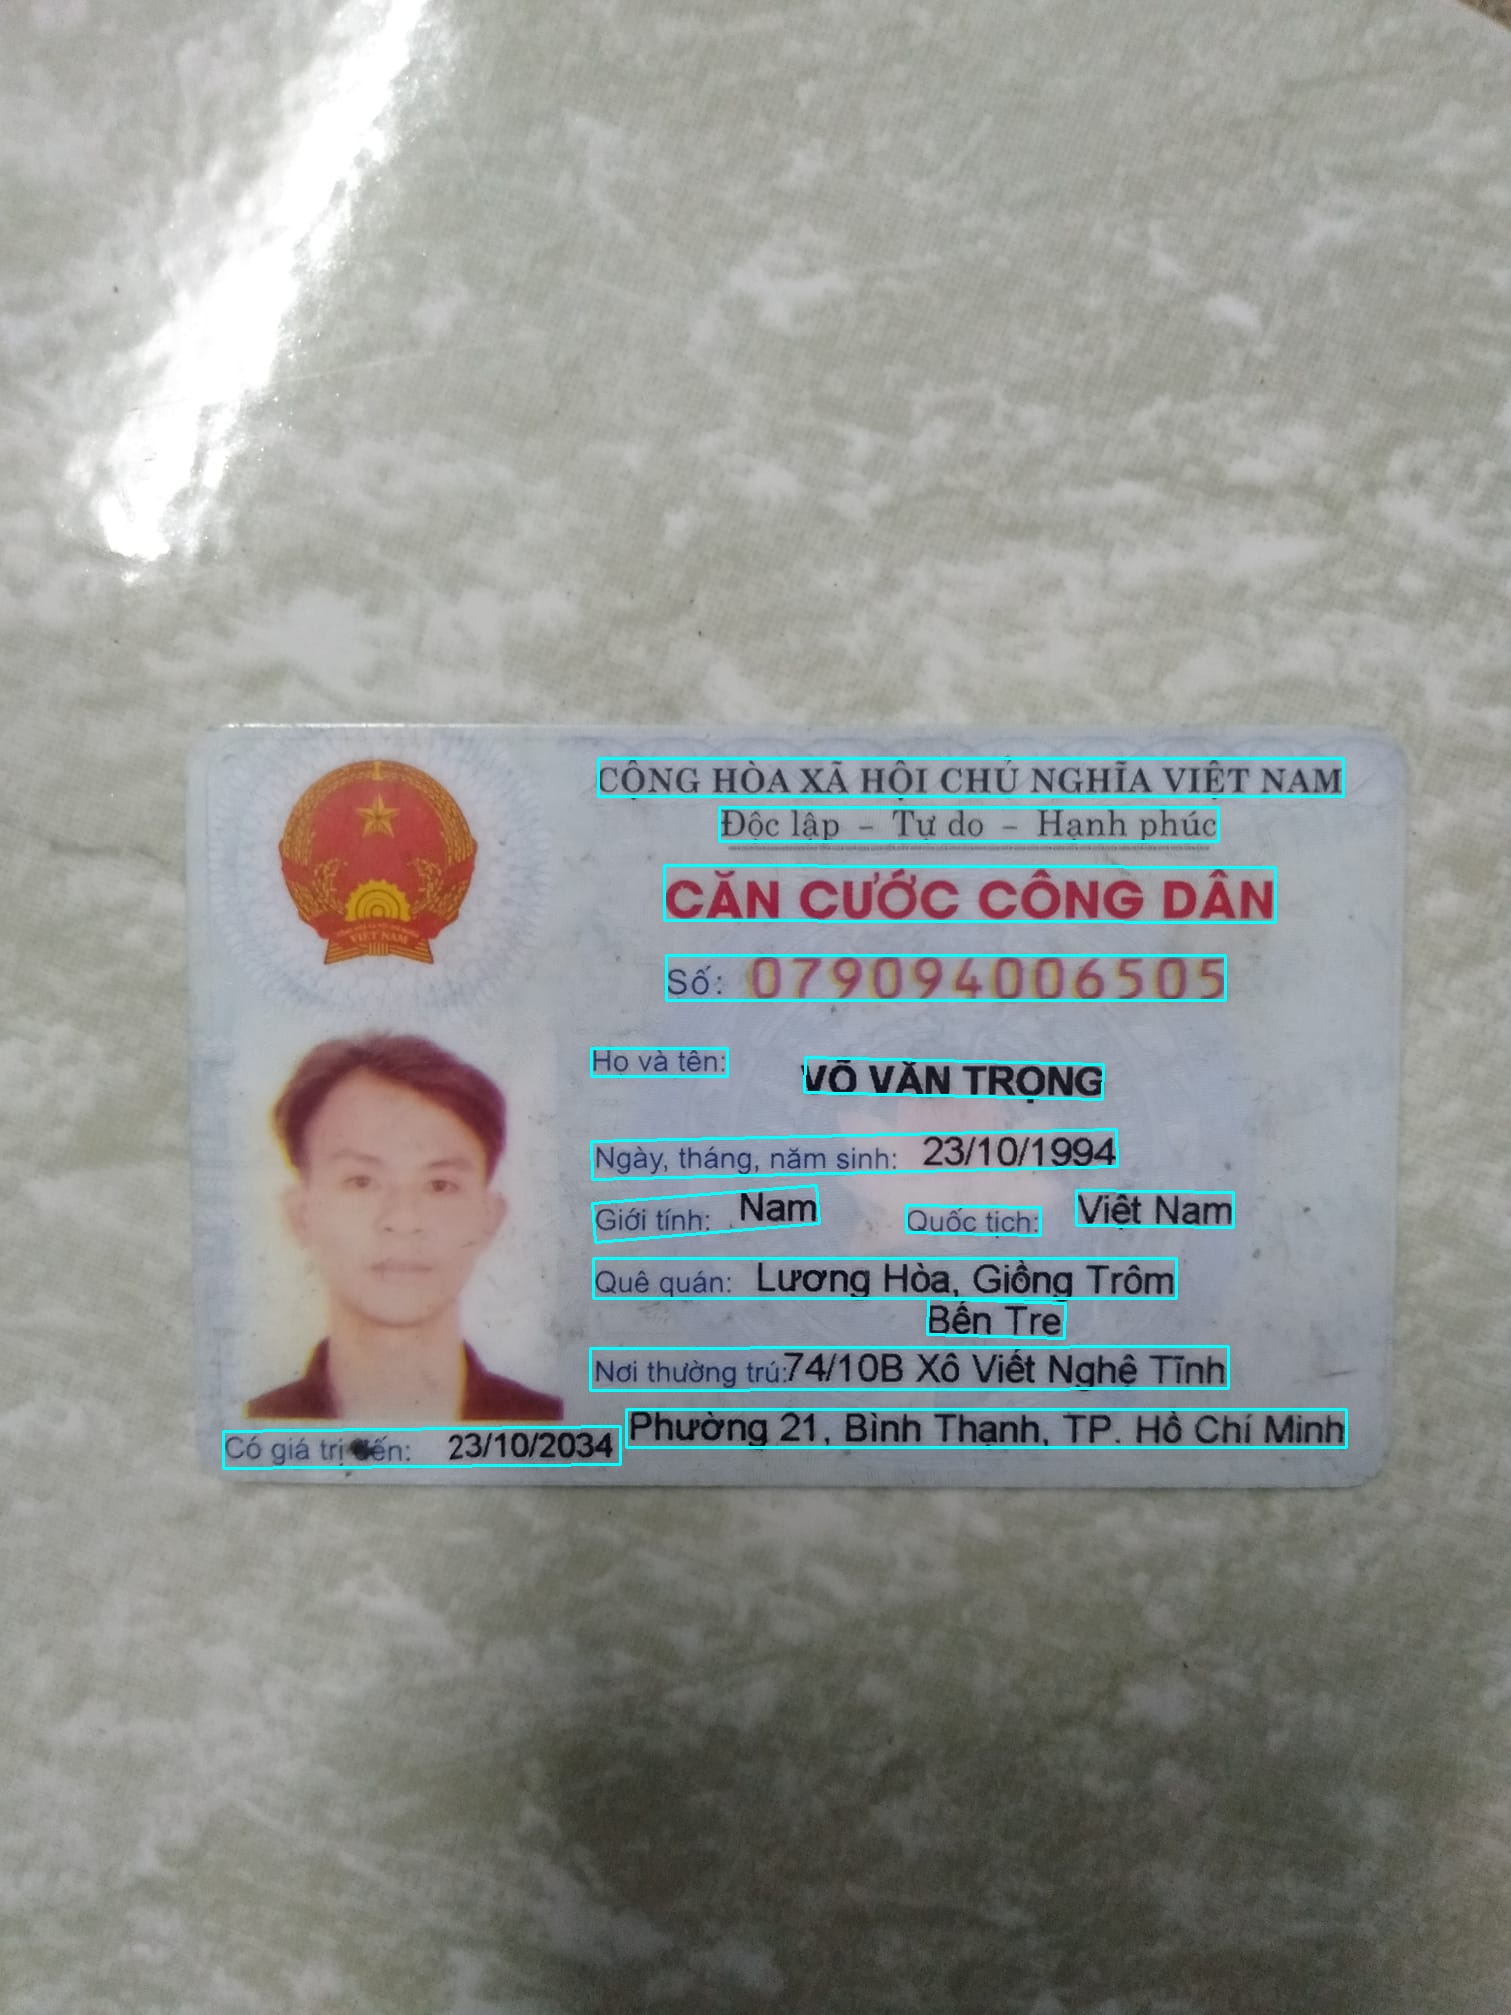 CỘNG HÒA XÃ HỘI CHỦ NGHĨA VIỆT NAM
Độc lập - Tự do - Hạnh phúc
CĂN CƯỚC CÔNG DÂN
Số: 079094006505
Họ và tên: VÕ VĂN TRỌNG
Ngày, tháng, năm sinh: 23/10/1994
Giới tính: Nam Quốc tịch: Việt Nam
Quê quán: Lương Hòa, Giồng Trôm
Bến Tre
Nơi thường trú: 74/10B Xô Viết Nghệ Tĩnh
Phường 21, Bình Thạnh, TP. Hồ Chí Minh
Có giá trị đến: 23/10/2034
VIỆT NAM